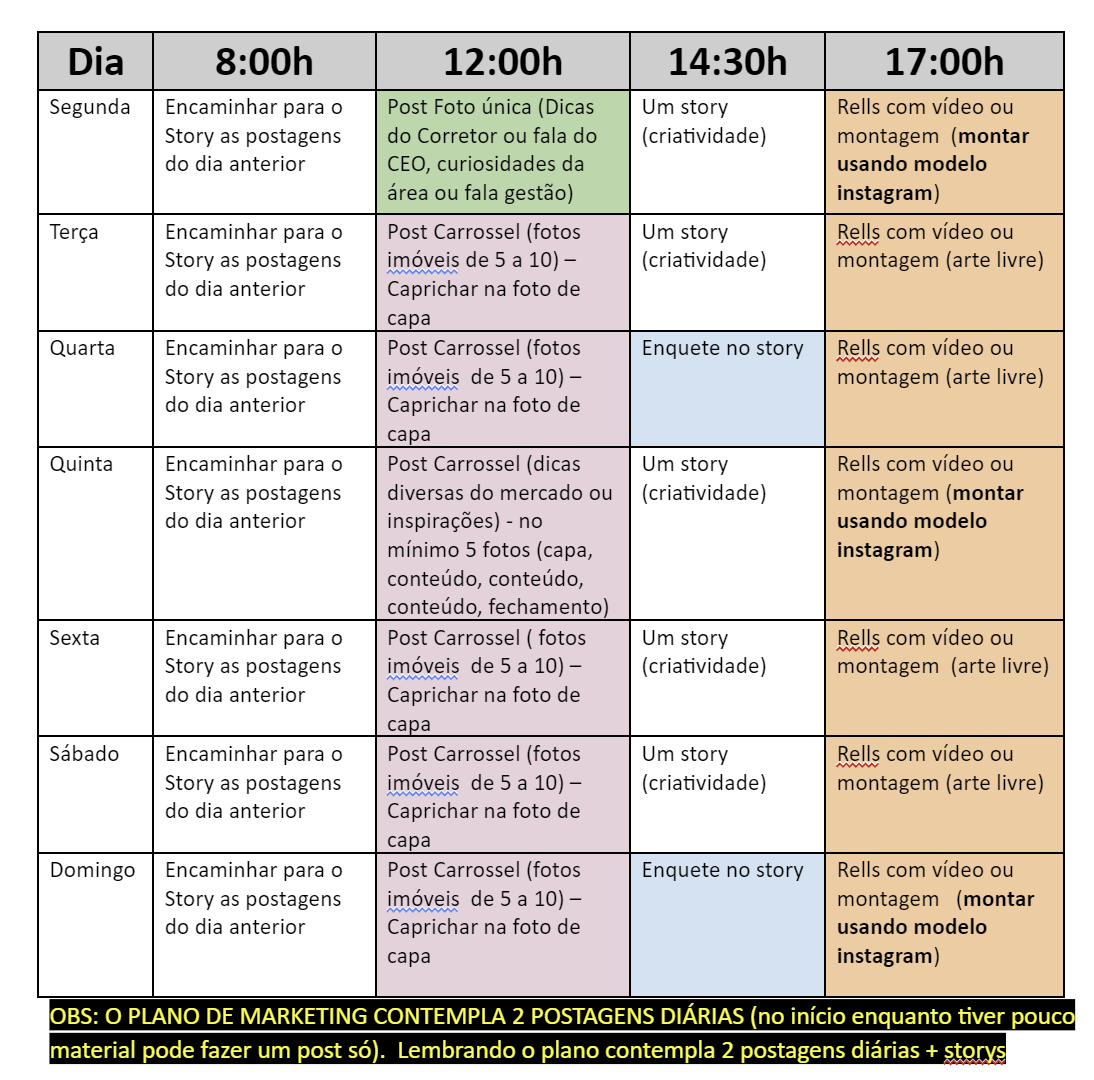 Dia
8:00h
12:00h
14:30h
17:00h
Segunda
Encaminhar para o
Story as postagens
do dia anterior
Post Foto única (Dicas
do Corretor ou fala do
CEO, curiosidades da
área ou fala gestão)
Um story
(criatividade)
Rells com vídeo ou
montagem  (montar
usando modelo
instagram)
Terça
Encaminhar para o
Story as postagens
do dia anterior
Post Carrossel (fotos
imóveis de 5 a 10) –
Caprichar na foto de
capa
Um story
(criatividade)
Rells com vídeo ou
montagem (arte livre)
Quarta
Encaminhar para o
Story as postagens
do dia anterior
Post Carrossel (fotos
imóveis  de 5 a 10) –
Caprichar na foto de
capa
Enquete no story
Rells com vídeo ou
montagem (arte livre)
Quinta
Encaminhar para o
Story as postagens
do dia anterior
Post Carrossel (dicas
diversas do mercado ou
inspirações) - no
mínimo 5 fotos (capa,
conteúdo, conteúdo,
conteúdo, fechamento)
Um story
(criatividade)
Rells com vídeo ou
montagem (montar
usando modelo
instagram)
Sexta
Encaminhar para o
Story as postagens
do dia anterior
Post Carrossel ( fotos
imóveis  de 5 a 10) –
Caprichar na foto de
capa
Um story
(criatividade)
Rells com vídeo ou
montagem  (arte livre)
Sábado
Encaminhar para o
Story as postagens
do dia anterior
Post Carrossel (fotos
imóveis  de 5 a 10) –
Caprichar na foto de
capa
Um story
(criatividade)
Rells com vídeo ou
montagem (arte livre)
Domingo
Encaminhar para o
Story as postagens
do dia anterior
Post Carrossel (fotos
imóveis  de 5 a 10) –
Caprichar na foto de
capa
Enquete no story
Rells com vídeo ou
montagem   (montar
usando modelo
instagram)
OBS: O PLANO DE MARKETING CONTEMPLA 2 POSTAGENS DIÁRIAS (no início enquanto tiver pouco
material pode fazer um post só).  Lembrando o plano contempla 2 postagens diárias + storys